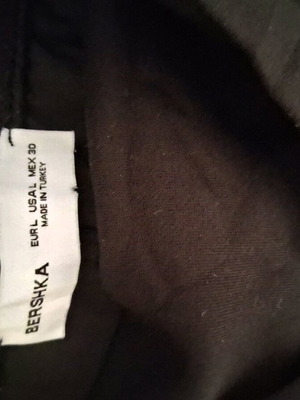 BERSHKA
EUR L USA L MEX 30
MADE IN TURKEY